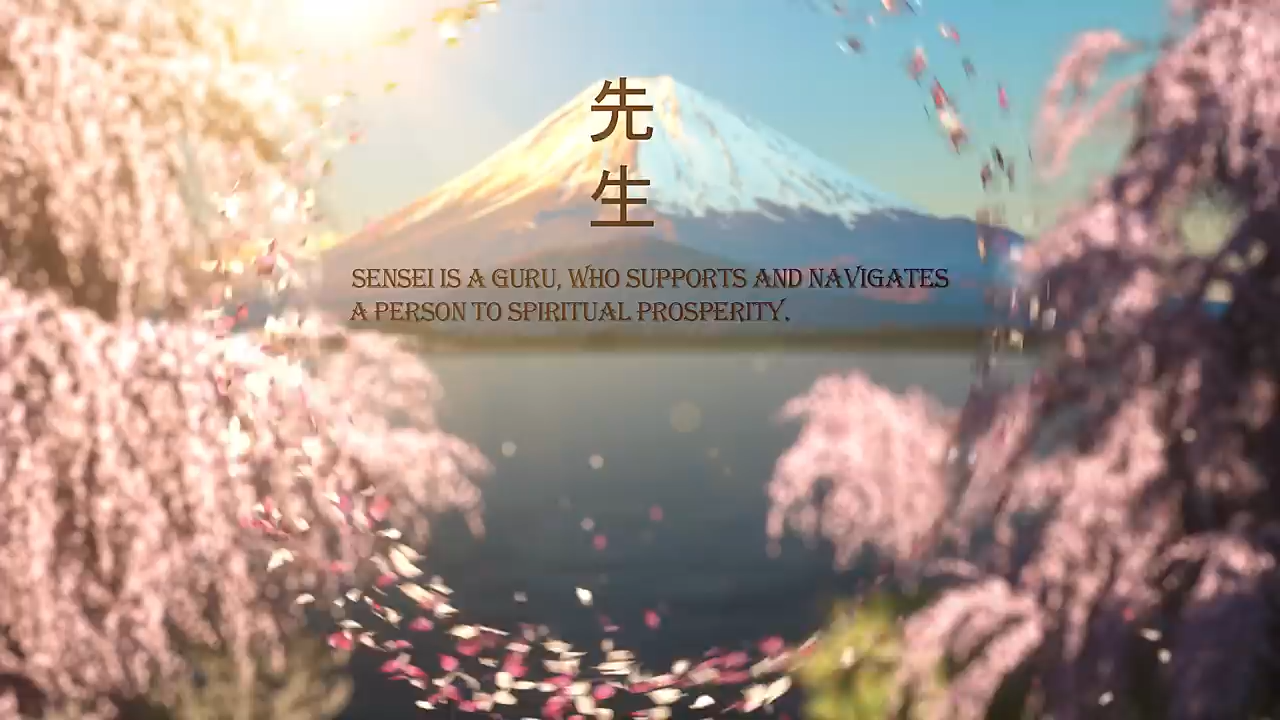 先
生
SENSEI IS A GURU, WHO SUPPORTS AND NAVIGATES
A PERSON TO SPIRITUAL PROSPERITY.